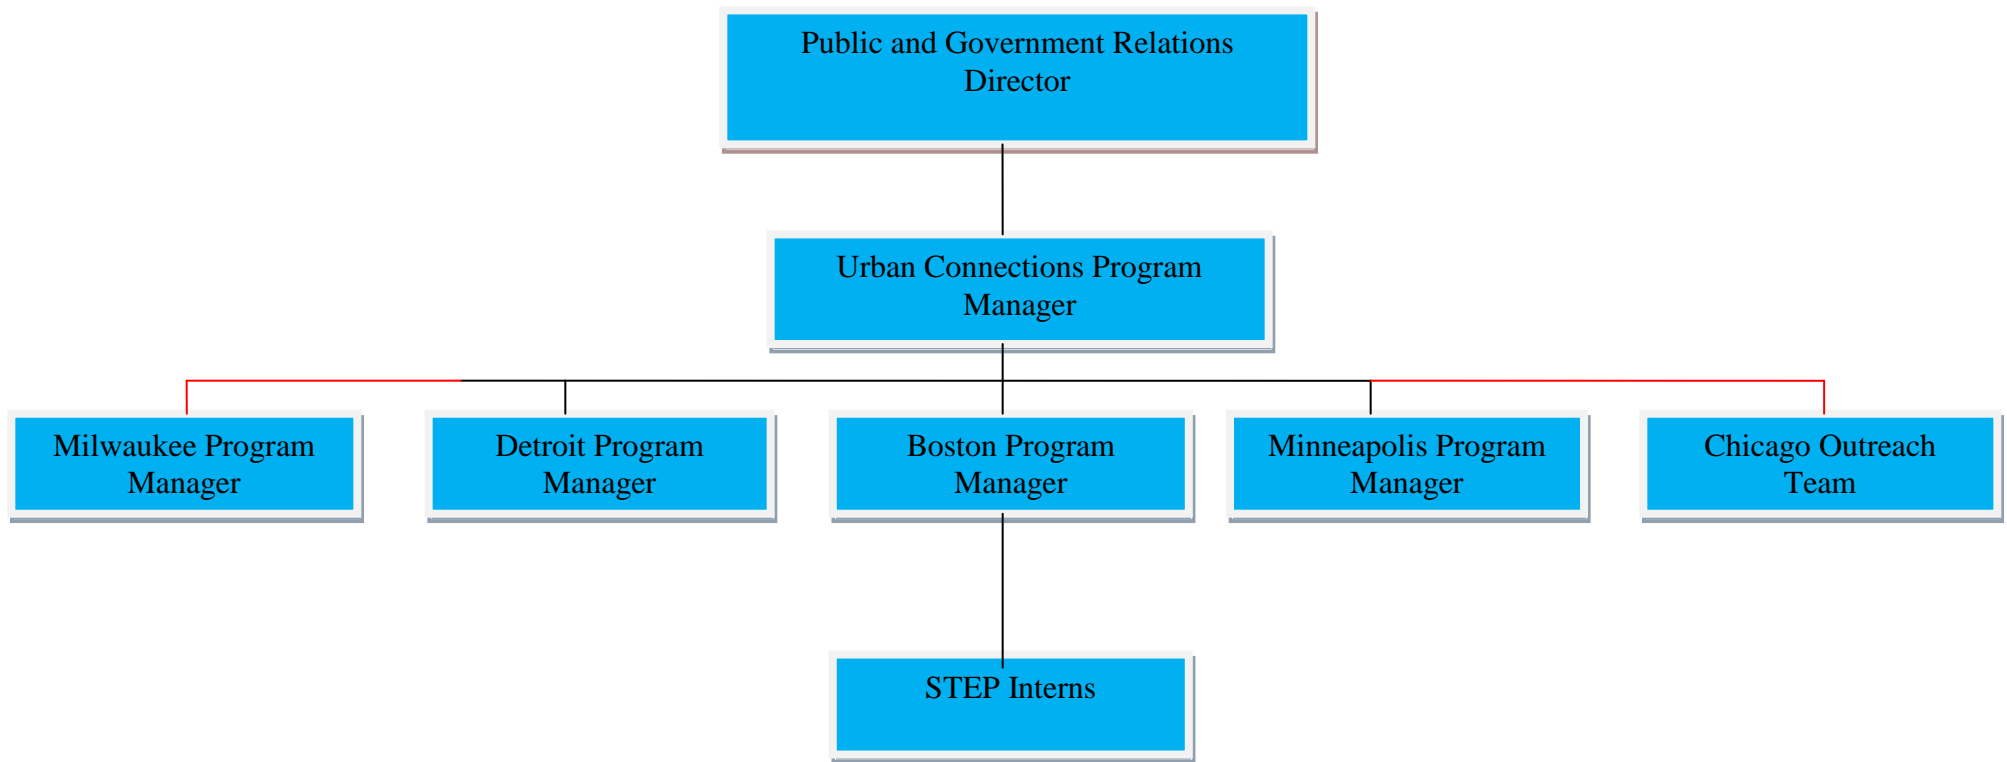 Public and Government Relations
Director
Urban Connections Program
Manager
Milwaukee Program
Manager
Detroit Program
Manager
Boston Program
Manager
Minneapolis Program
Manager
Chicago Outreach
Team
STEP Interns